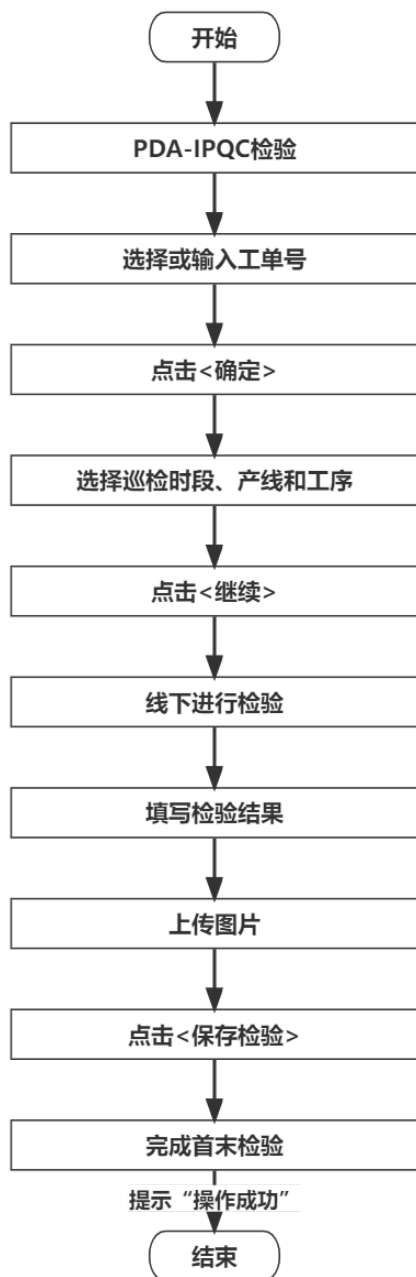 开始
PDA-IPQC检验
选择或输入工单号
点击<确定>
选择巡检时段、产线和工序
点击<继续>
线下进行检验
填写检验结果
上传图片
点击<保存检验>
完成首末检验
提示“操作成功”
结束